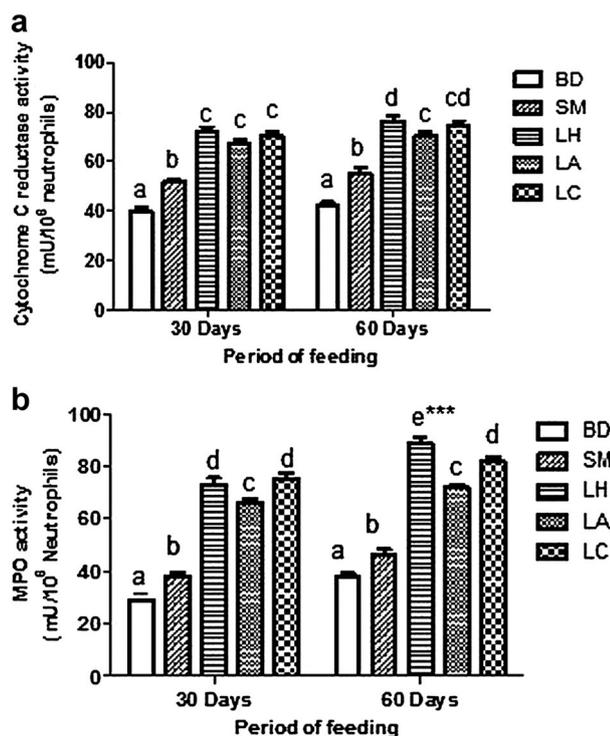 a
Cytochrome C reductase activity
(mU/10⁶ neutrophils)
100
80
60
40
20
0
a
b
c
c
c
a
b
d
c
cd
30 Days
60 Days
Period of feeding
BD
SM
LH
LA
LC
b
MPO activity
( mU/10⁶ Neutrophils)
100
80
60
40
20
0
a
b
d
c
d
a
b
e***
c
d
30 Days
60 Days
Period of feeding
BD
SM
LH
LA
LC